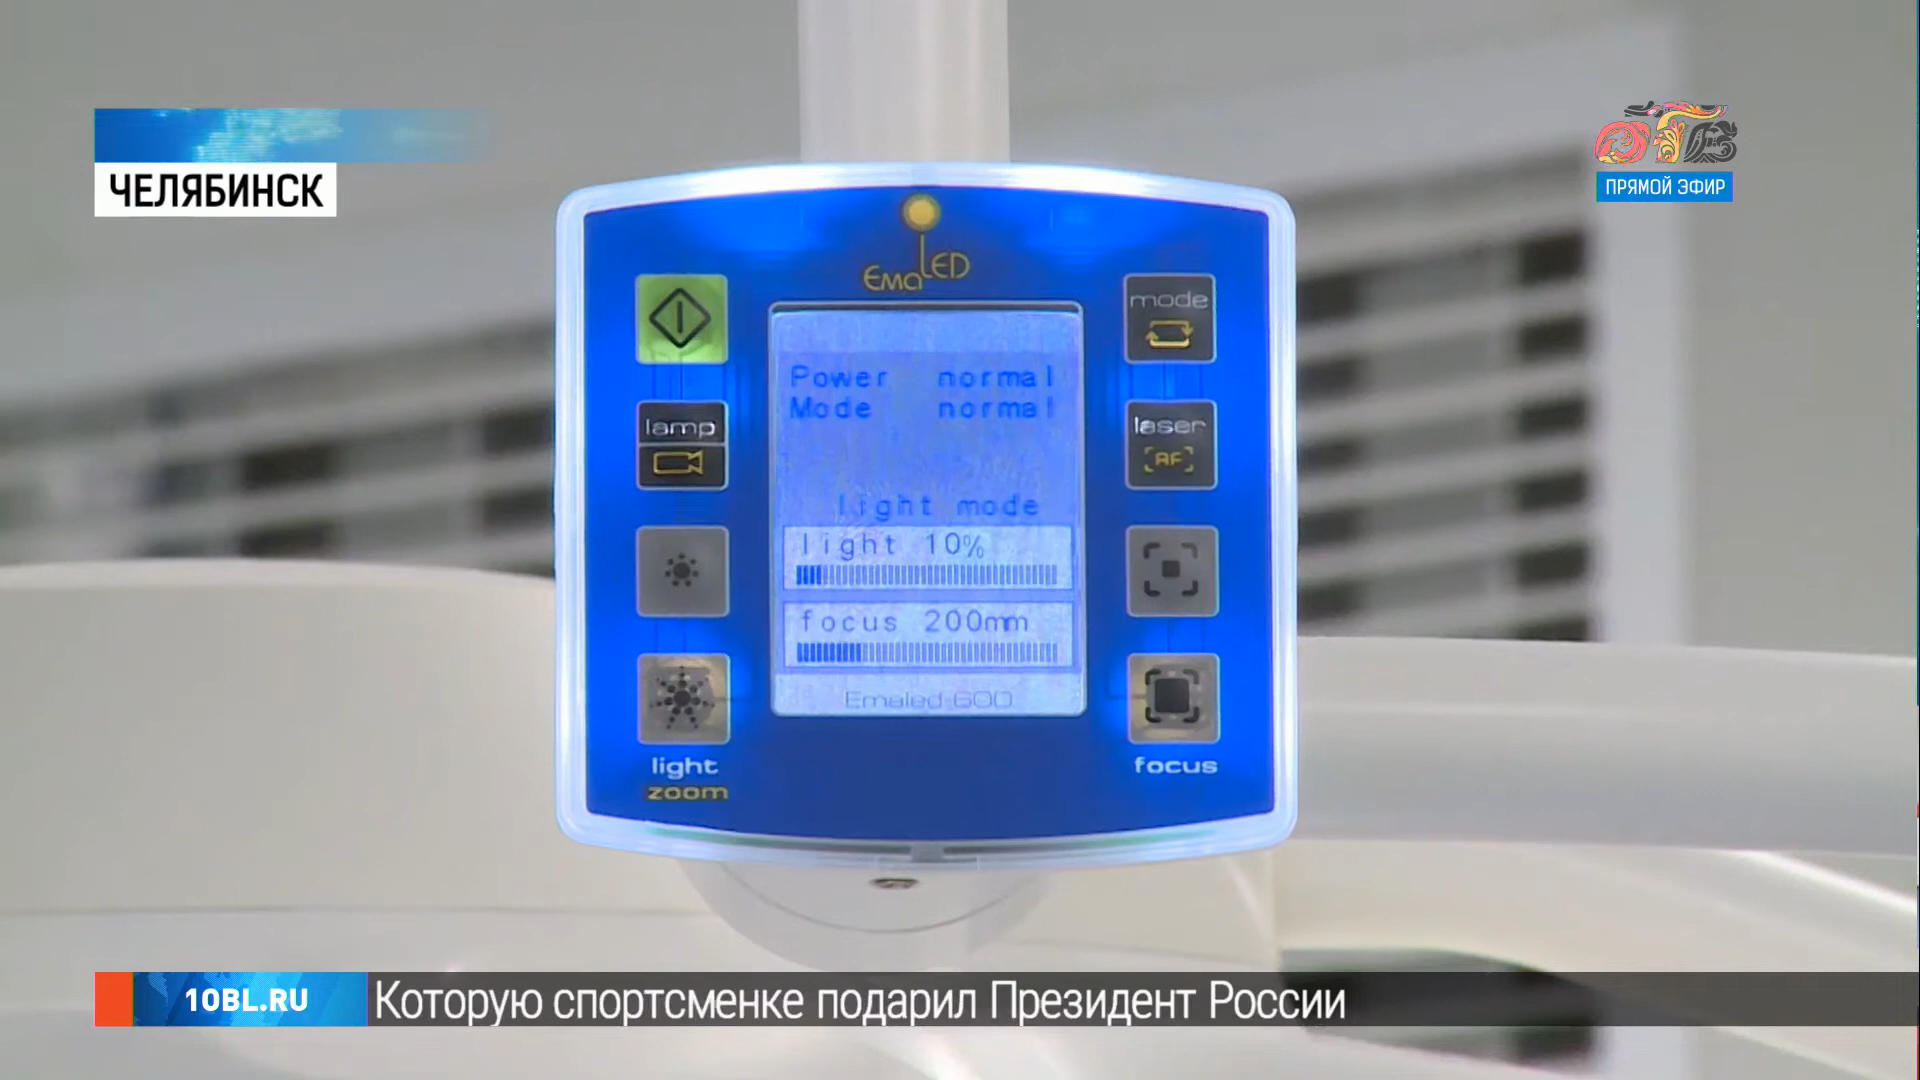 ЧЕЛЯБИНСК
ОТВ
ПРЯМОЙ ЭФИР
EmaLED
mode
lamp
laser
AF
Power normal
Mode normal
light mode
light 10%
focus 200mm
Emaled 600
light
zoom
focus
10BL.RU
Которую спортсменке подарил Президент России